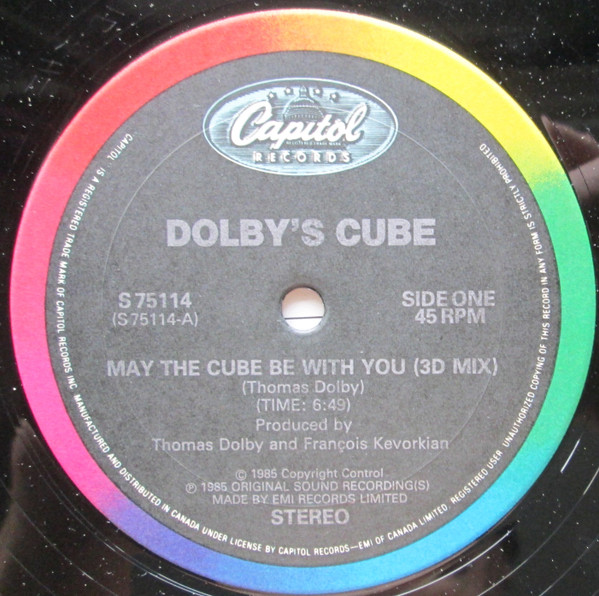 Capitol
REGISTERED TRADE MARK
RECORDS
DOLBY'S CUBE
S 75114
(S-75114-A)
SIDE ONE
45 RPM
MAY THE CUBE BE WITH YOU (3D MIX)
(Thomas Dolby)
(TIME: 6:49)
Produced by
Thomas Dolby and François Kevorkian
© 1985 Copyright Control
℗ 1985 ORIGINAL SOUND RECORDING(S)
MADE BY EMI RECORDS LIMITED
STEREO
CAPITOL IS A REGISTERED TRADE MARK OF CAPITOL RECORDS INC. MANUFACTURED AND DISTRIBUTED IN CANADA UNDER LICENSE BY CAPITOL RECORDS—EMI OF CANADA LIMITED, REGISTERED USER. UNAUTHORIZED COPYING OF THIS RECORD IN ANY FORM IS STRICTLY PROHIBITED